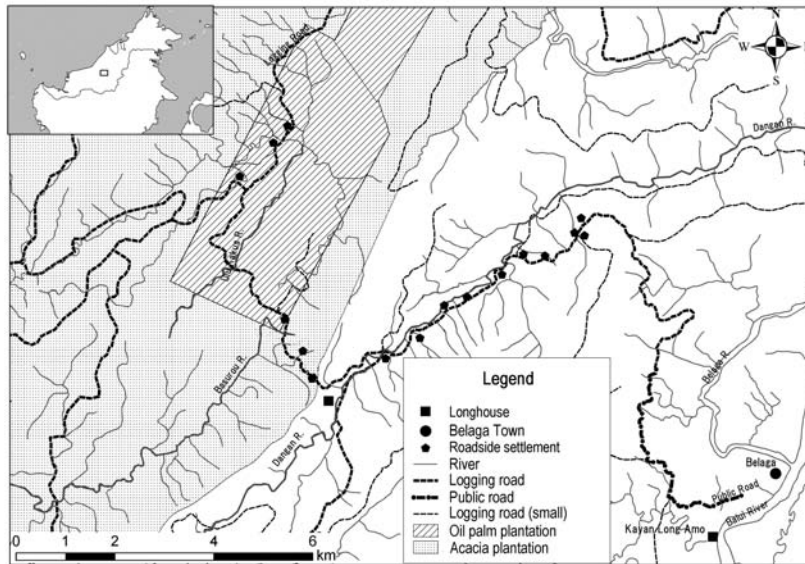 N
W
S
Logging Road
Dangan R.
Besurou R.
Dangan R.
Belaga R.
Belaga
Public Road
Batui River
Kayan Long Amo
Legend
Longhouse
Belaga Town
Roadside settlement
River
Logging road
Public road
Logging road (small)
Oil palm plantation
Acacia plantation
0 1 2 4 6
km